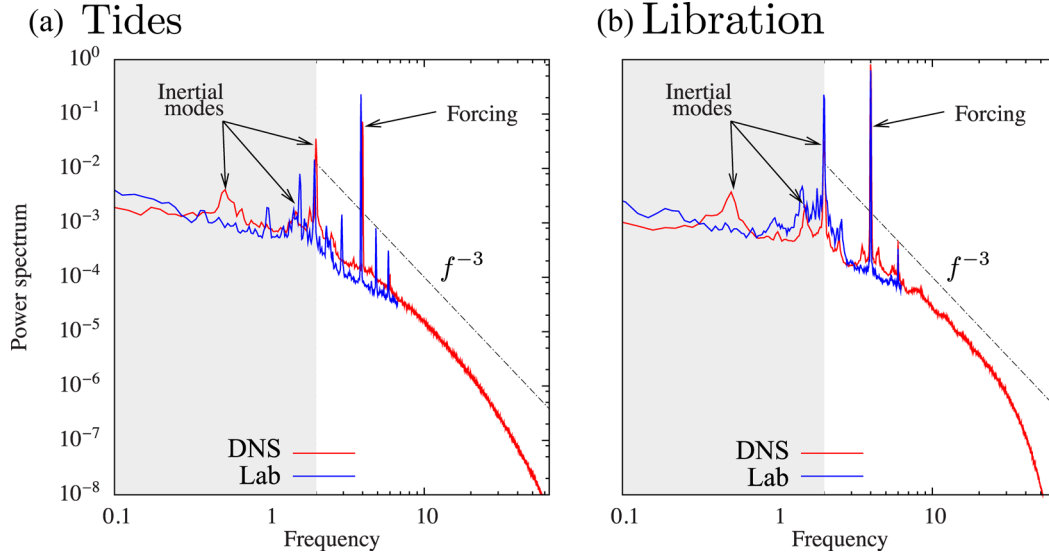 (a) Tides
10⁰
10⁻¹
10⁻²
10⁻³
10⁻⁴
10⁻⁵
10⁻⁶
10⁻⁷
10⁻⁸
Power spectrum
Inertial
modes
Forcing
f⁻³
DNS
Lab
0.1
1
10
Frequency
(b) Libration
Inertial
modes
Forcing
f⁻³
DNS
Lab
0.1
1
10
Frequency